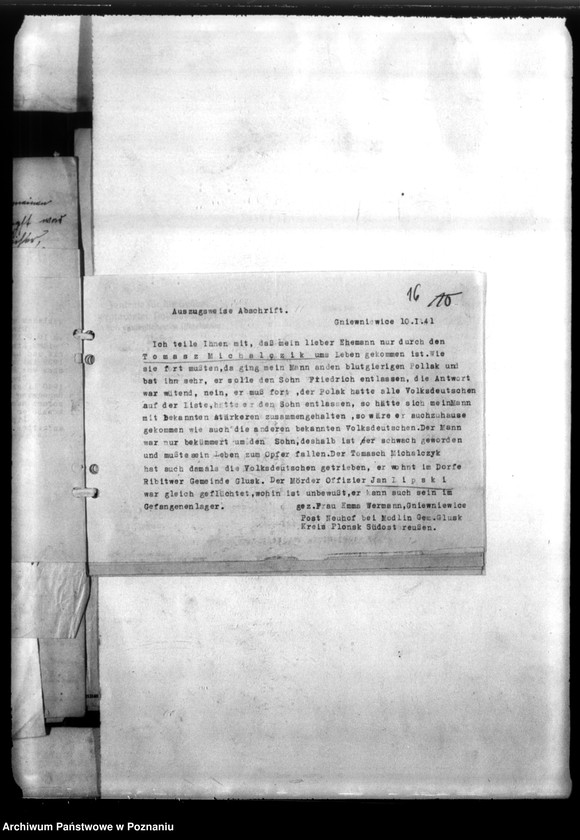 16 10
Auszugsweise Abschrift.
Gniewniewice 10.I.41
Ich teile Ihnen mit, daß mein lieber Ehemann nur durch den
Tomasz Michalcznik ums Leben gekommen ist.Wie
sie fort mußten,da ging mein Mann anden blutgierigen Pollak und
bat ihm sehr, er solle den Sohn Friedrich entlassen, die Antwort
war wütend, nein, er muß fort ,der Polak hatte alle Volksdeutschen
auf der Liste,hätte er den Sohn entlassen, so hätte sich meinMann
mit Bekannten stärkeren zusammengehalten ,so wäre er auchzuhause
gekommen wie auch die anderen bekannten Volksdeutschen.Der Mann
war nur bekümmert umiden Sohn,deshalb ist er schwach geworden
und mußte sein Leben zum Opfer fallen.Der Tomasch Michalczyk
hat auch damals die Volksdeutschen getrieben, er wohnt im Dorfe
Ribitwer Gemeinde Glusk. Der Mörder Offizier Jan Lipski
war gleich geflüchtet,wohin ist unbewußt,er kann auch sein im
Gefangenenlager. gez.Frau Emma Wermann,Gniewniewice
Post Neuhof bei Modlin Gem.Glusk
Kreis Plonsk Südostpreußen.
Archiwum Państwowe w Poznaniu